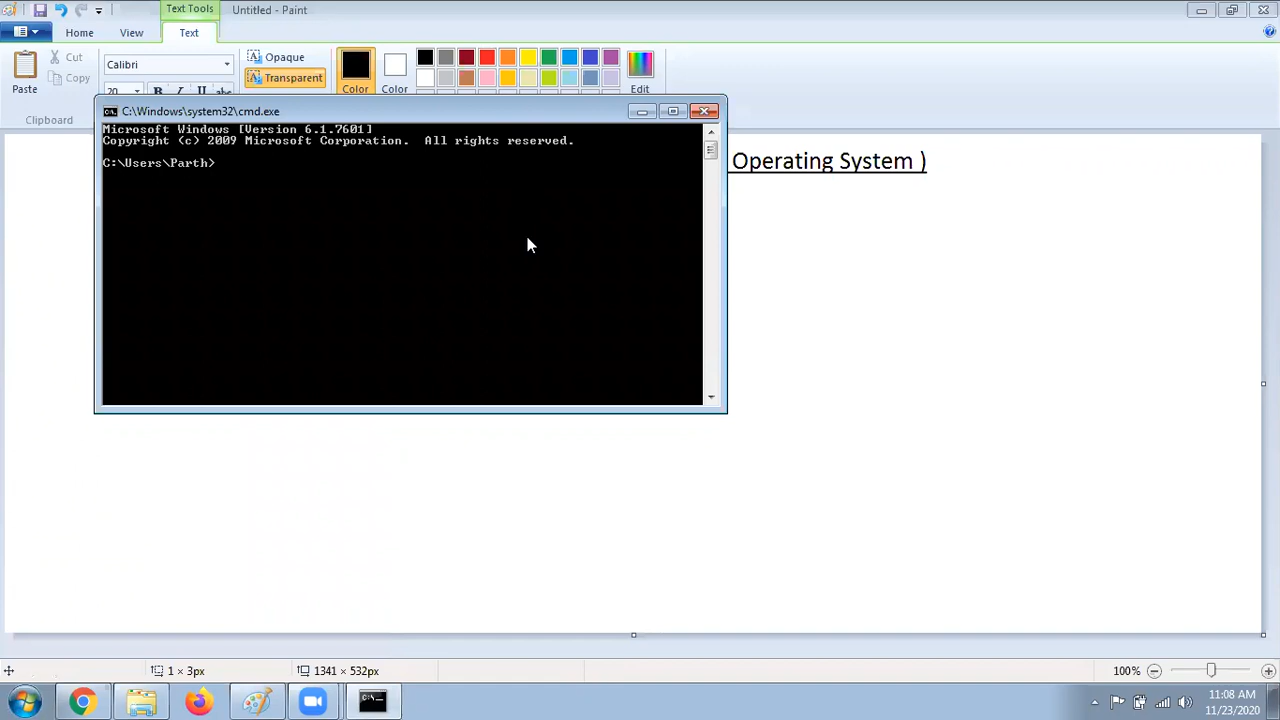 Text Tools
Untitled - Paint
Home
View
Text
Paste
Cut
Copy
Clipboard
Calibri
20
B I U abc
Opaque
Transparent
Color
Color
Edit
C:\Windows\system32\cmd.exe
Microsoft Windows [Version 6.1.7601]
Copyright (c) 2009 Microsoft Corporation.  All rights reserved.
C:\Users\Parth>
Operating System )
1 × 3px
1341 × 532px
100%
11:08 AM
11/23/2020